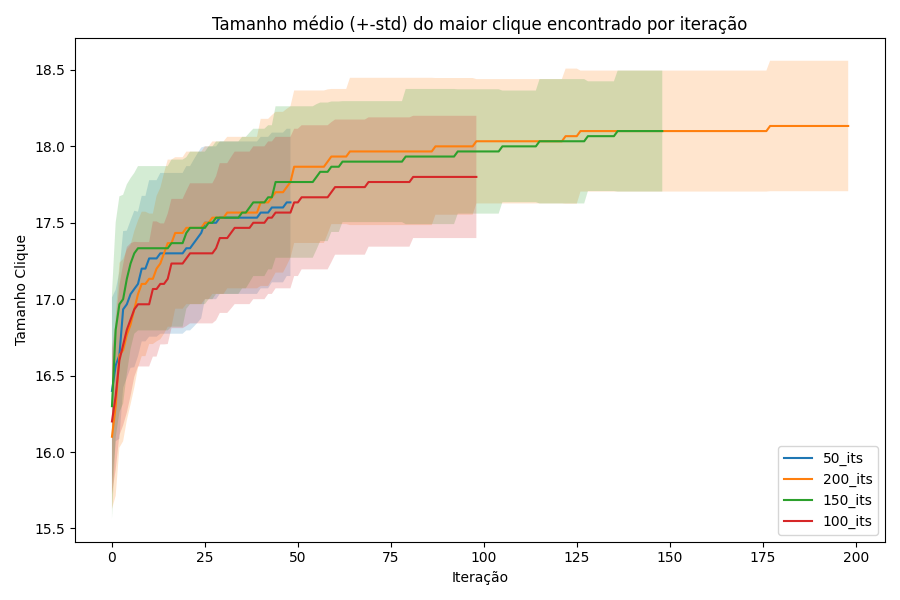 Tamanho médio (+-std) do maior clique encontrado por iteração
18.5
18.0
17.5
17.0
16.5
16.0
15.5
Tamanho Clique
0 25 50 75 100 125 150 175 200
Iteração
50_its
200_its
150_its
100_its